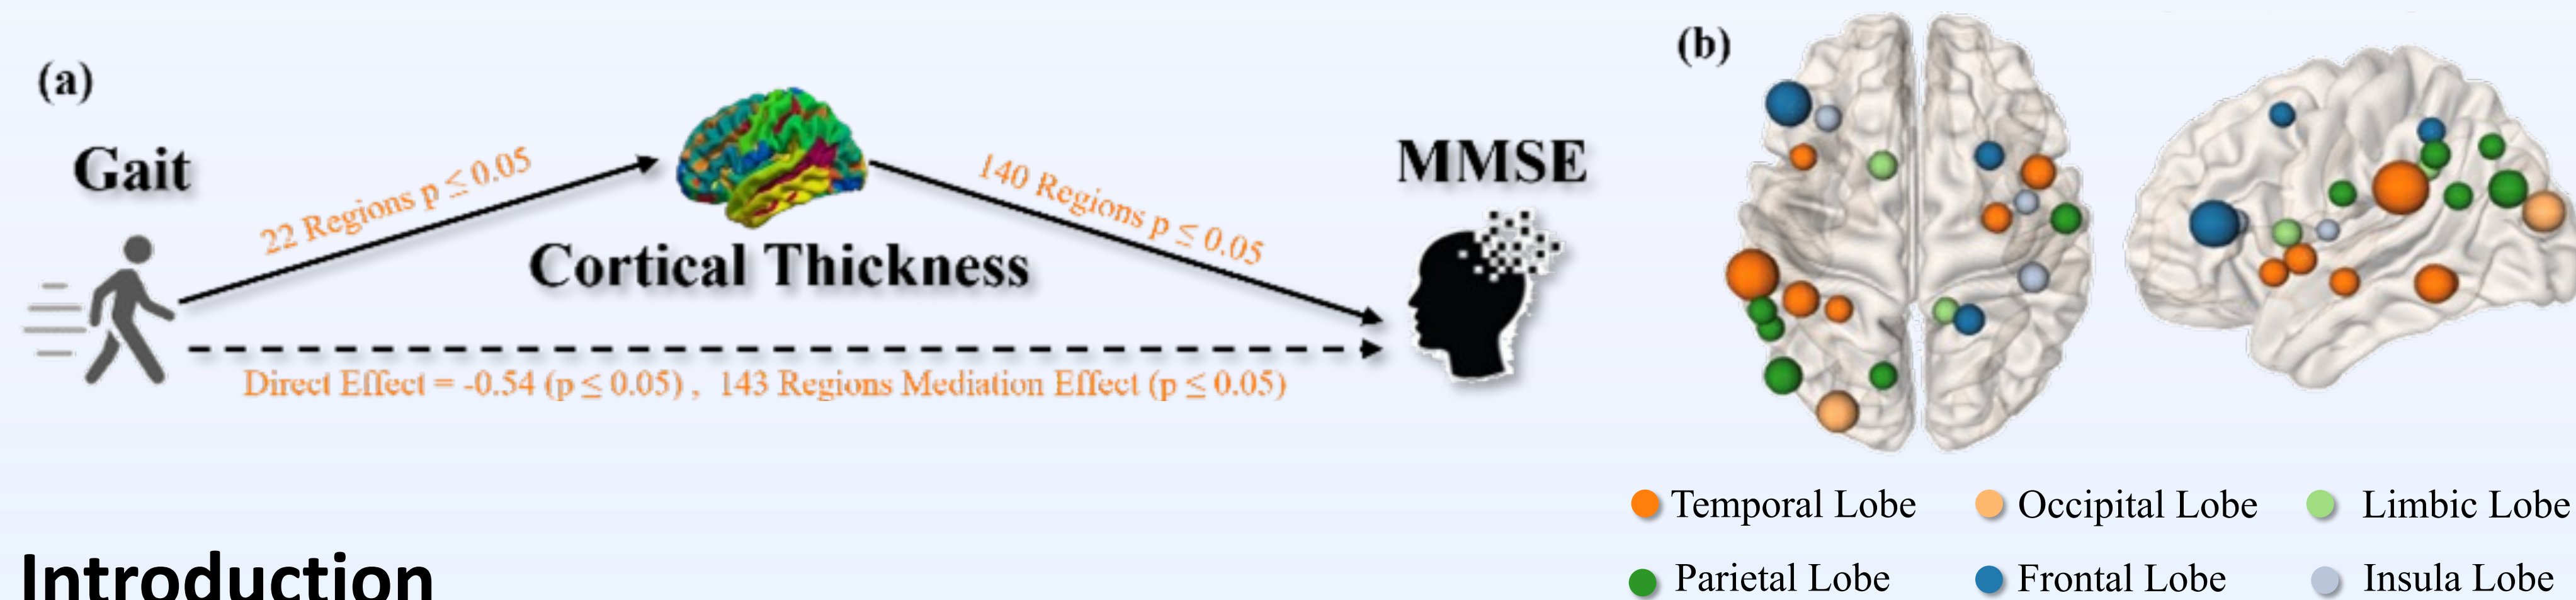 (a)
Gait
22 Regions p ≤ 0.05
Cortical Thickness
140 Regions p ≤ 0.05
MMSE
Direct Effect = -0.54 (p ≤ 0.05) , 143 Regions Mediation Effect (p ≤ 0.05)
(b)
Temporal Lobe
Occipital Lobe
Limbic Lobe
Parietal Lobe
Frontal Lobe
Insula Lobe
Introduction